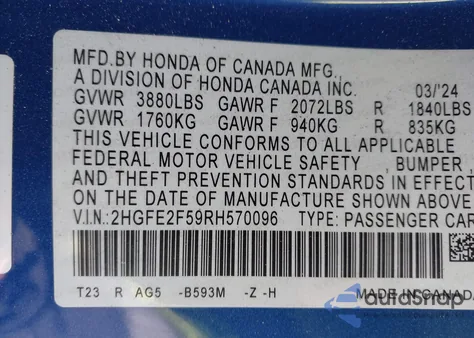 MFD.BY HONDA OF CANADA MFG.,
A DIVISION OF HONDA CANADA INC. 03/'24
GVWR 3880LBS GAWR F 2072LBS R 1840LBS
GVWR 1760KG GAWR F 940KG R 835KG
THIS VEHICLE CONFORMS TO ALL APPLICABLE
FEDERAL MOTOR VEHICLE SAFETY , BUMPER ,
AND THEFT PREVENTION STANDARDS IN EFFECT
ON THE DATE OF MANUFACTURE SHOWN ABOVE
V.I.N.:2HGFE2F59RH570096 TYPE: PASSENGER CAR
T23 R AG5 -B593M -Z -H MADE IN CANADA
autosnap